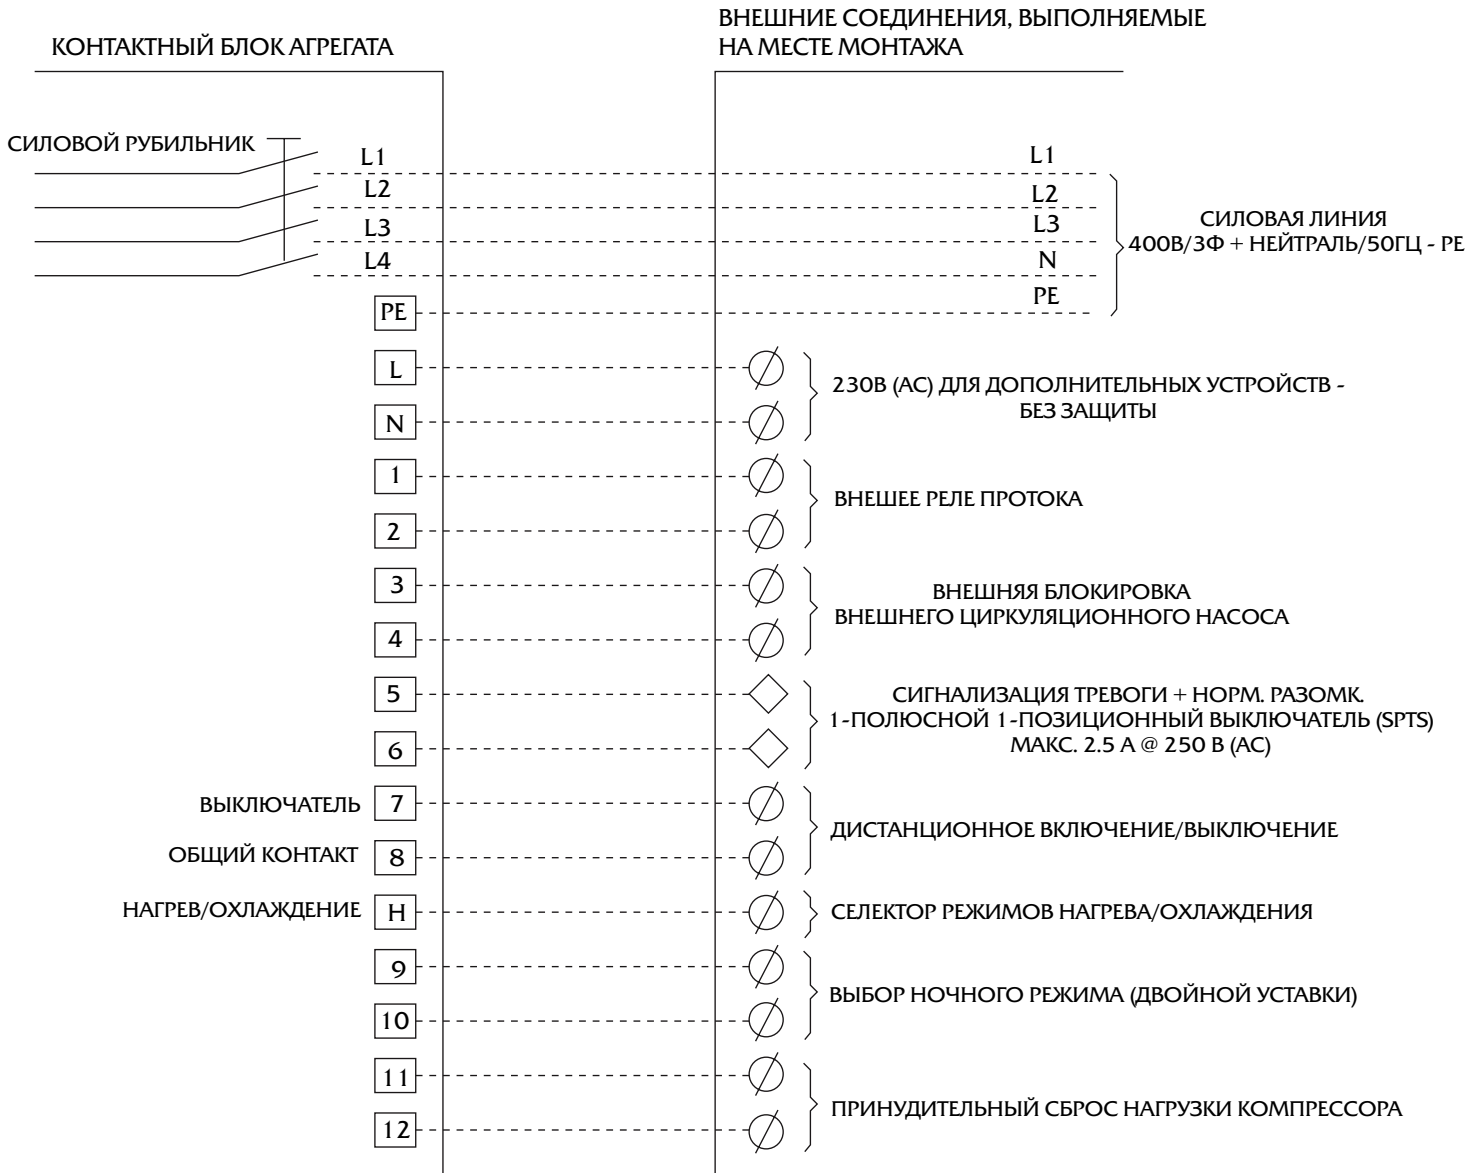 ВНЕШНИЕ СОЕДИНЕНИЯ, ВЫПОЛНЯЕМЫЕ
КОНТАКТНЫЙ БЛОК АГРЕГАТА
НА МЕСТЕ МОНТАЖА
СИЛОВОЙ РУБИЛЬНИК
L1
L1
L2
L2
L3
L3
СИЛОВАЯ ЛИНИЯ
400В/3Ф + НЕЙТРАЛЬ/50ГЦ - PE
L4
N
PE
PE
L
230В (AC) ДЛЯ ДОПОЛНИТЕЛЬНЫХ УСТРОЙСТВ -
БЕЗ ЗАЩИТЫ
N
1
ВНЕШЕЕ РЕЛЕ ПРОТОКА
2
3
ВНЕШНЯЯ БЛОКИРОВКА
ВНЕШНЕГО ЦИРКУЛЯЦИОННОГО НАСОСА
4
5
СИГНАЛИЗАЦИЯ ТРЕВОГИ + НОРМ. РАЗОМК.
1-ПОЛЮСНОЙ 1-ПОЗИЦИОННЫЙ ВЫКЛЮЧАТЕЛЬ (SPTS)
МАКС. 2.5 А @ 250 В (AC)
6
ВЫКЛЮЧАТЕЛЬ 7
ДИСТАНЦИОННОЕ ВКЛЮЧЕНИЕ/ВЫКЛЮЧЕНИЕ
ОБЩИЙ КОНТАКТ 8
НАГРЕВ/ОХЛАЖДЕНИЕ H
СЕЛЕКТОР РЕЖИМОВ НАГРЕВА/ОХЛАЖДЕНИЯ
9
ВЫБОР НОЧНОГО РЕЖИМА (ДВОЙНОЙ УСТАВКИ)
10
11
ПРИНУДИТЕЛЬНЫЙ СБРОС НАГРУЗКИ КОМПРЕССОРА
12